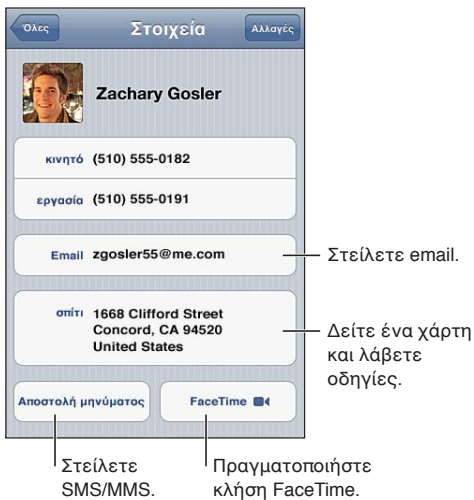 Όλες
Στοιχεία
Αλλαγές
Zachary Gosler
κινητό (510) 555-0182
εργασία (510) 555-0191
Email zgosler55@me.com
Στείλετε email.
σπίτι 1668 Clifford Street
Concord, CA 94520
United States
Δείτε ένα χάρτη
και λάβετε
οδηγίες.
Αποστολή μηνύματος
FaceTime
Στείλετε
SMS/MMS.
Πραγματοποιήστε
κλήση FaceTime.